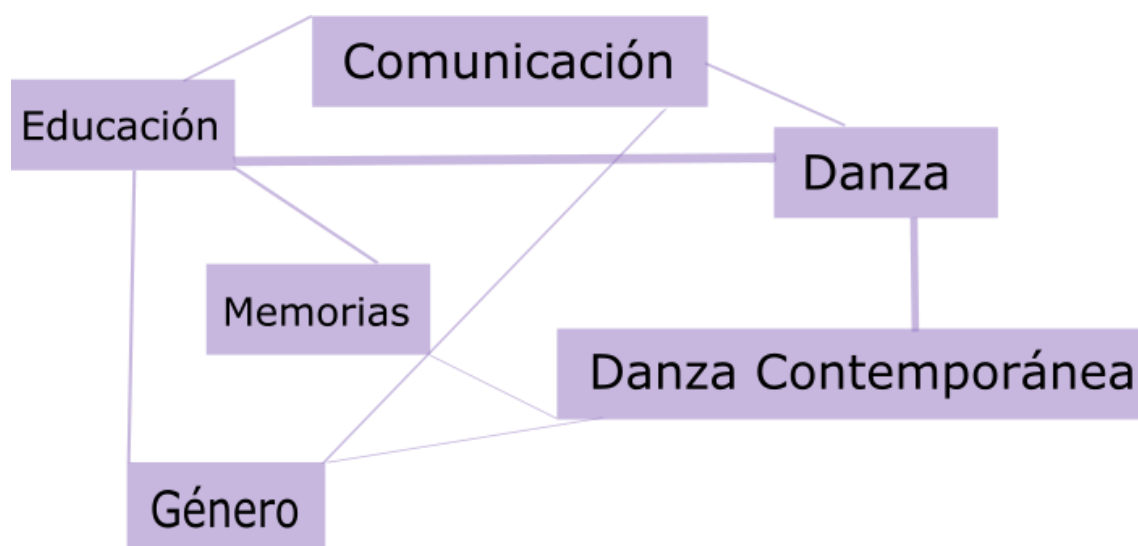 Comunicación
Educación
Danza
Memorias
Danza Contemporánea
Género